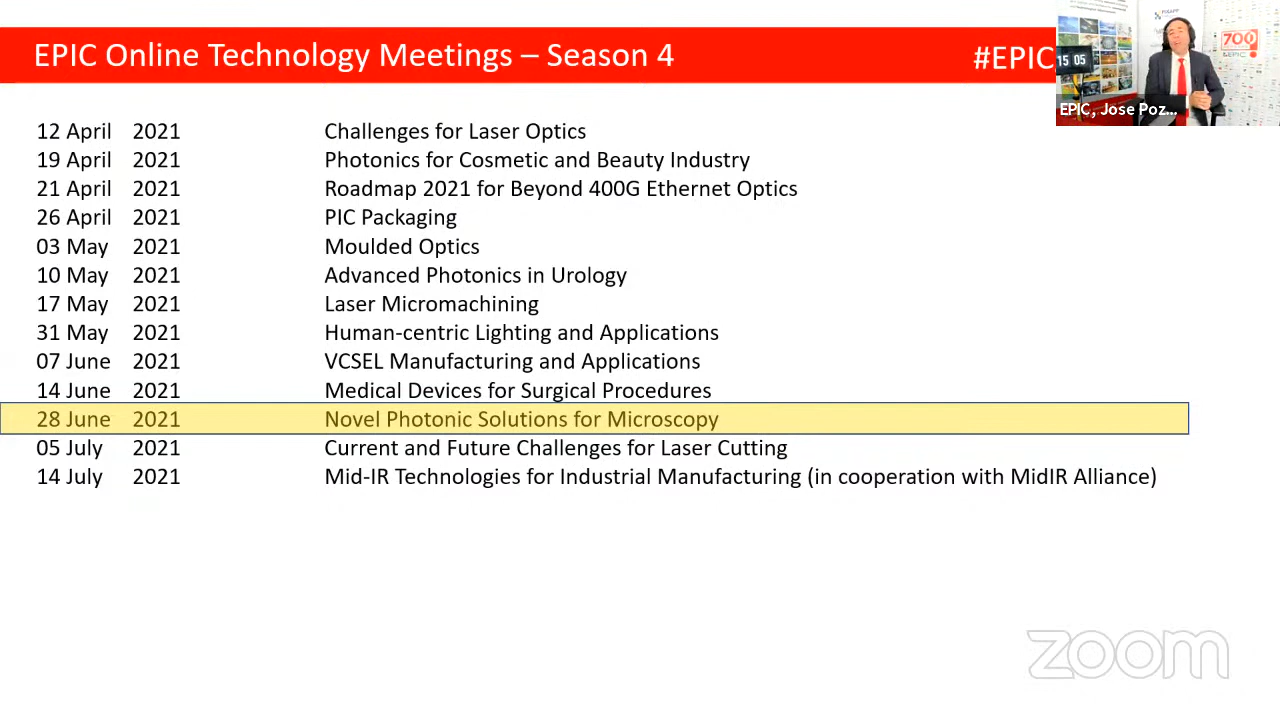 EPIC Online Technology Meetings – Season 4
#EPIC
15 05
700
EPIC, Jose Poz...
12 April 2021 Challenges for Laser Optics
19 April 2021 Photonics for Cosmetic and Beauty Industry
21 April 2021 Roadmap 2021 for Beyond 400G Ethernet Optics
26 April 2021 PIC Packaging
03 May 2021 Moulded Optics
10 May 2021 Advanced Photonics in Urology
17 May 2021 Laser Micromachining
31 May 2021 Human-centric Lighting and Applications
07 June 2021 VCSEL Manufacturing and Applications
14 June 2021 Medical Devices for Surgical Procedures
28 June 2021 Novel Photonic Solutions for Microscopy
05 July 2021 Current and Future Challenges for Laser Cutting
14 July 2021 Mid-IR Technologies for Industrial Manufacturing (in cooperation with MidIR Alliance)
zoom